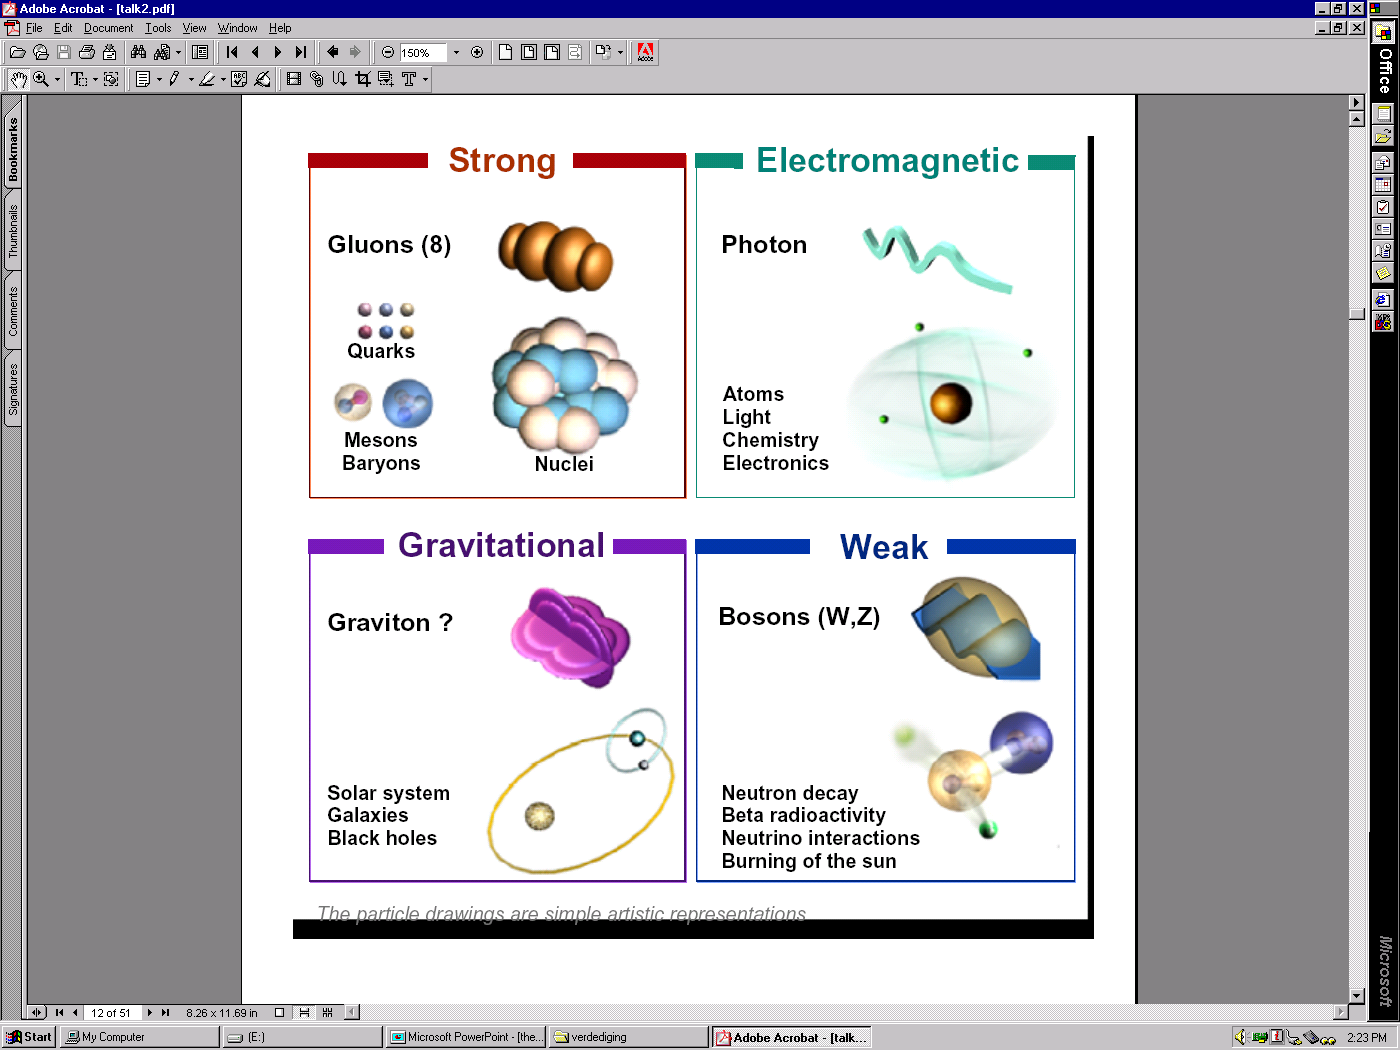 Adobe Acrobat - [talk2.pdf]
File Edit Document Tools View Window Help
150%
Adobe
Office
Bookmarks
Thumbnails
Comments
Signatures
Strong
Gluons (8)
Quarks
Mesons
Baryons
Nuclei
Electromagnetic
Photon
Atoms
Light
Chemistry
Electronics
Gravitational
Graviton ?
Solar system
Galaxies
Black holes
Weak
Bosons (W,Z)
Neutron decay
Beta radioactivity
Neutrino interactions
Burning of the sun
The particle drawings are simple artistic representations
Microsoft
12 of 51
8.26 x 11.69 in
Start
My Computer
(E:)
Microsoft PowerPoint - [the...
verdediging
Adobe Acrobat - [talk...
2:23 PM